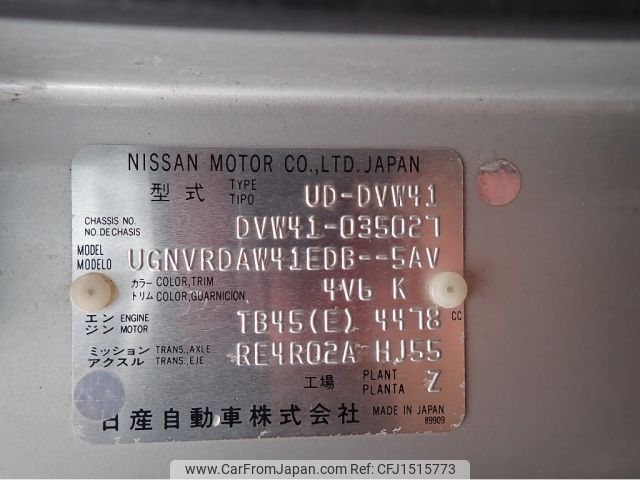 NISSAN MOTOR CO.,LTD. JAPAN
型式 TYPE TIPO UD-DVW41
CHASSIS NO. NO. DE CHASIS DVW41-035027
MODEL MODELO UGNVRDAW41EDB--5AV
カラー COLOR,TRIM トリム COLOR,GUARNICION 4V6 K
エンジン ENGINE MOTOR TB45(E) 4478 CC
ミッション TRANS.,AXLE アクスル TRANS.,EJE RE4R02A HJ55
工場 PLANT PLANTA Z
日産自動車株式会社 MADE IN JAPAN
89909
www.CarFromJapan.com - CFJ1515773